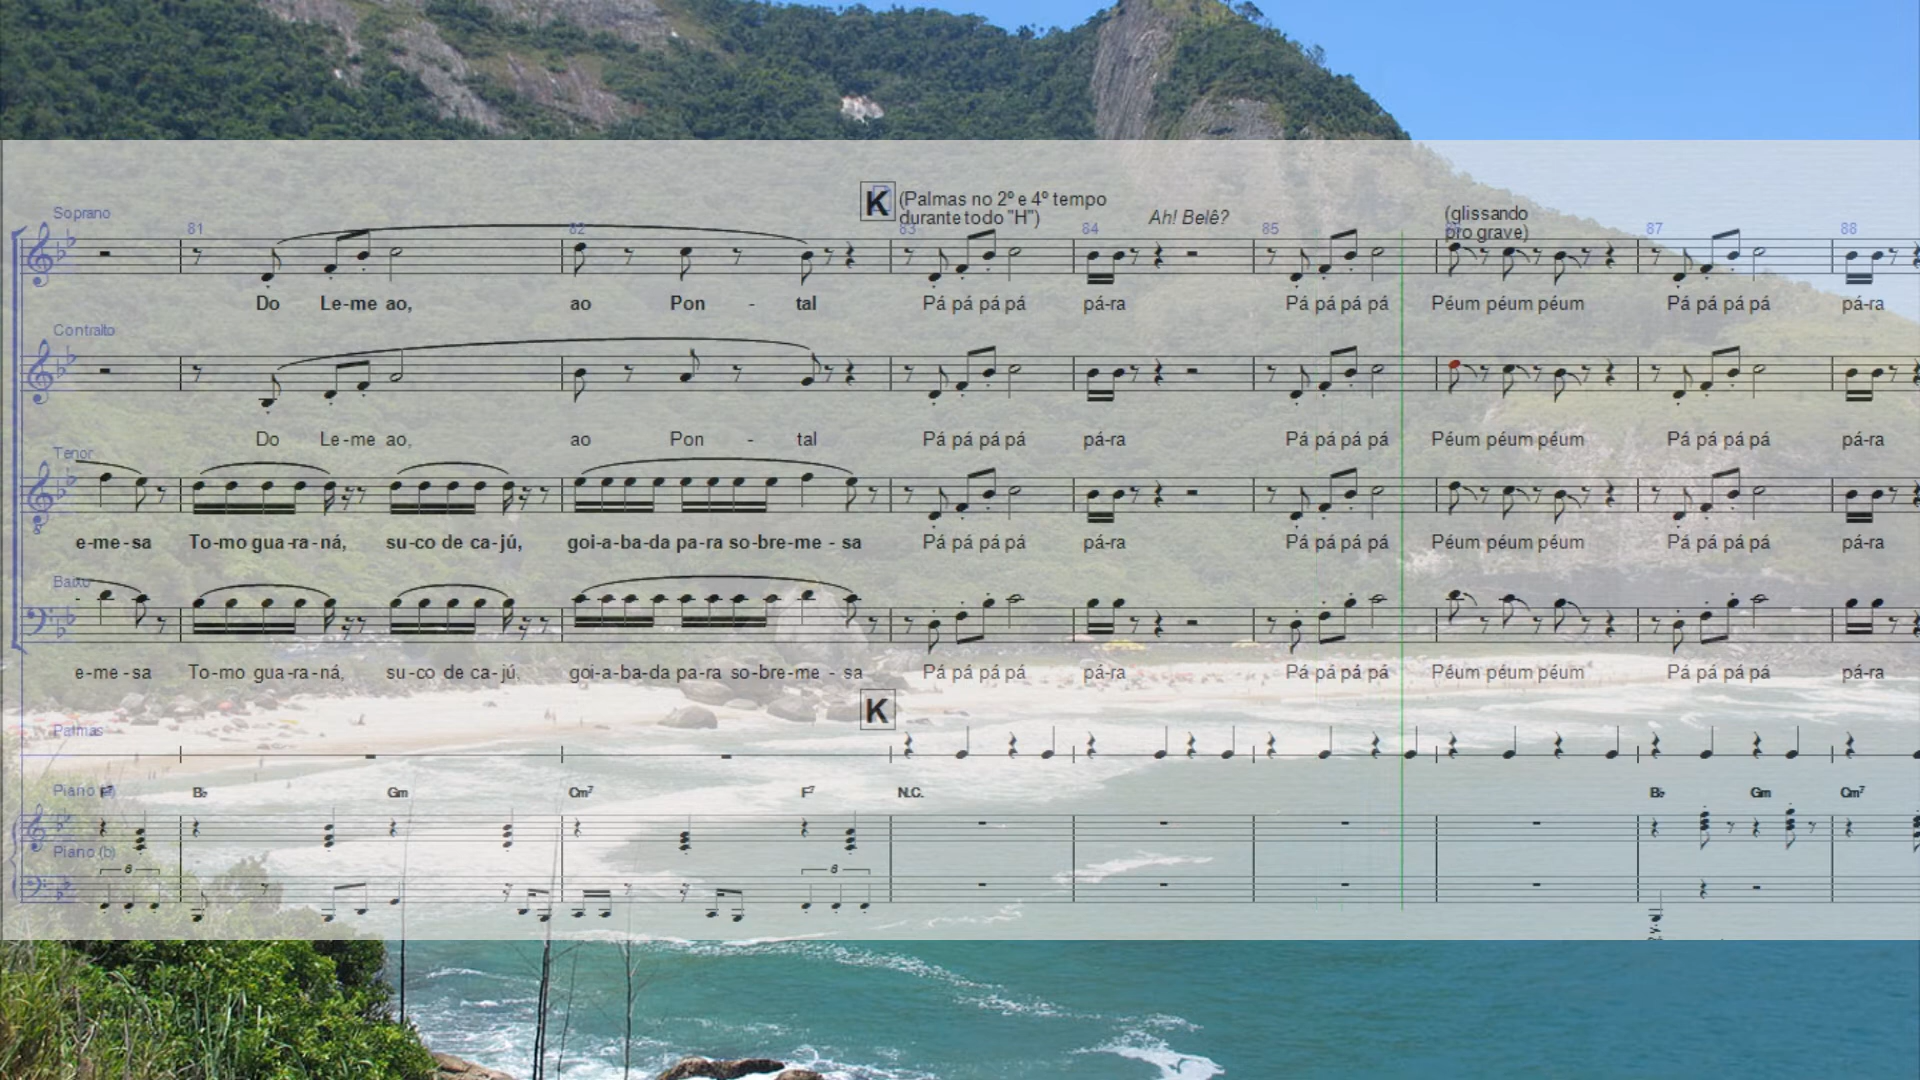 K (Palmas no 2º e 4º tempo
durante todo "H")
Ah! Belê?
(glissando
pro grave)
Soprano
81 82 83 84 85 87 88
Do Le-me ao, ao Pon - tal Pá pá pá pá pá-ra Pá pá pá pá Péum péum péum Pá pá pá pá pá-ra
Contralto
Do Le-me ao, ao Pon - tal Pá pá pá pá pá-ra Pá pá pá pá Péum péum péum Pá pá pá pá pá-ra
Tenor
8
e-me-sa To-mo gua-ra-ná, su-co de ca-jú, goi-a-ba-da pa-ra so-bre-me-sa Pá pá pá pá pá-ra Pá pá pá pá Péum péum péum Pá pá pá pá pá-ra
Baixo
e-me-sa To-mo gua-ra-ná, su-co de ca-jú, goi-a-ba-da pa-ra so-bre-me-sa Pá pá pá pá pá-ra Pá pá pá pá Péum péum péum Pá pá pá pá pá-ra
K
Palmas
Piano (a) F7 B♭ Gm Cm7 F7 N.C. B♭ Gm Cm7
Piano (b)
6 6